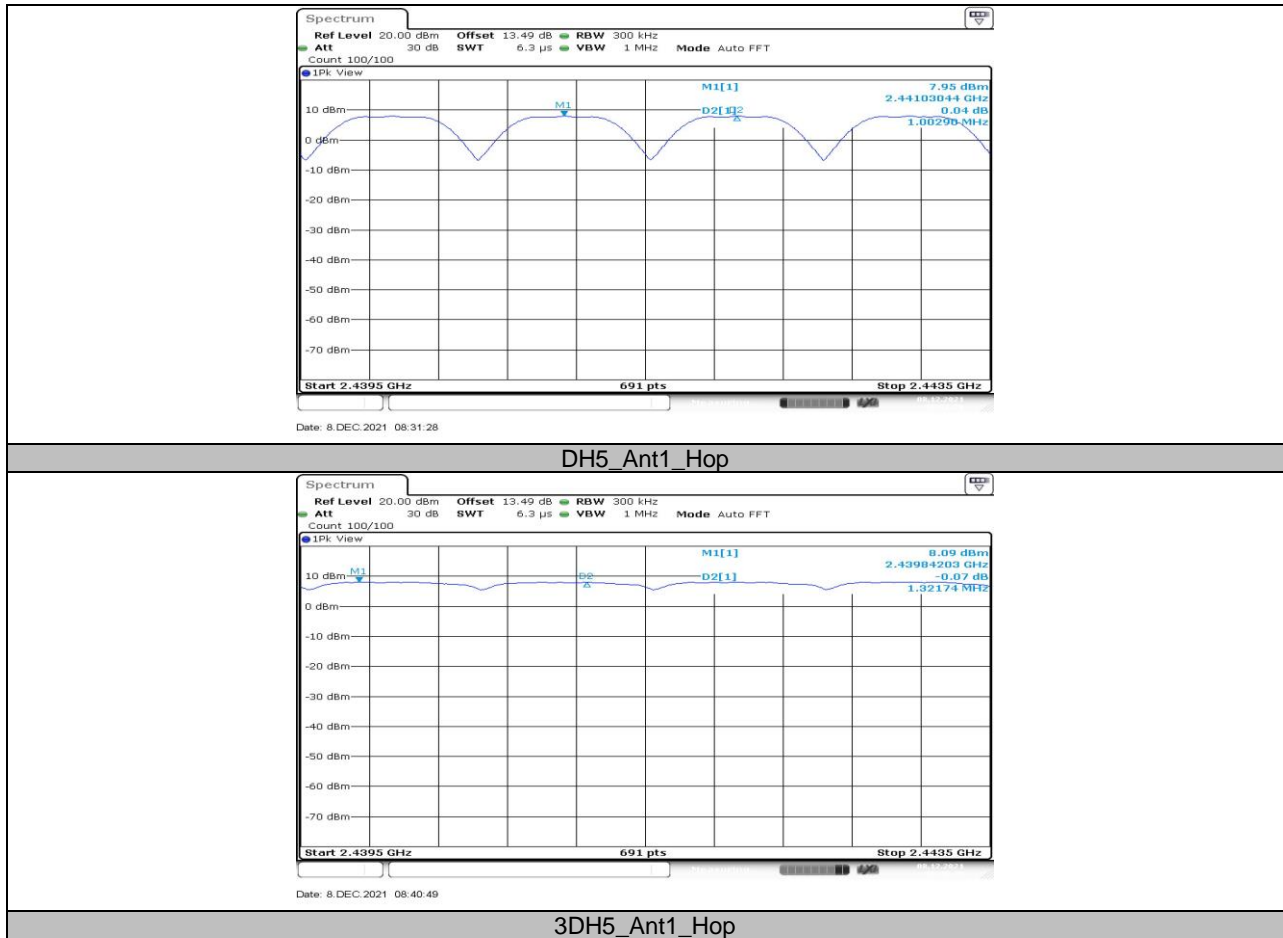 Spectrum
Ref Level 20.00 dBm Offset 13.49 dB RBW 300 kHz
Att 30 dB SWT 6.3 µs VBW 1 MHz Mode Auto FFT
Count 100/100
1Pk View
M1[1] 7.95 dBm
2.44103044 GHz
10 dBm M1 D2[1] D2 0.04 dB
1.00290 MHz
0 dBm
-10 dBm
-20 dBm
-30 dBm
-40 dBm
-50 dBm
-60 dBm
-70 dBm
Start 2.4395 GHz 691 pts Stop 2.4435 GHz
Date: 8.DEC.2021 08:31:28
DH5_Ant1_Hop
Spectrum
Ref Level 20.00 dBm Offset 13.49 dB RBW 300 kHz
Att 30 dB SWT 6.3 µs VBW 1 MHz Mode Auto FFT
Count 100/100
1Pk View
M1[1] 8.09 dBm
2.43984203 GHz
10 dBm M1 D2 D2[1] -0.07 dB
1.32174 MHz
0 dBm
-10 dBm
-20 dBm
-30 dBm
-40 dBm
-50 dBm
-60 dBm
-70 dBm
Start 2.4395 GHz 691 pts Stop 2.4435 GHz
Date: 8.DEC.2021 08:40:49
3DH5_Ant1_Hop